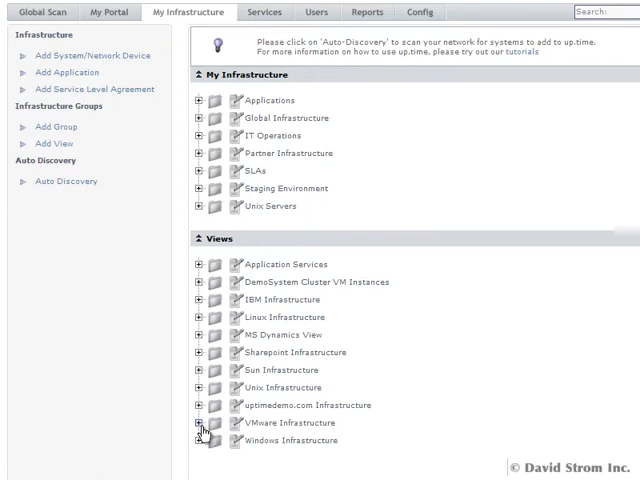 Global Scan My Portal My Infrastructure Services Users Reports Config Search:
Infrastructure
Add System/Network Device
Add Application
Add Service Level Agreement
Infrastructure Groups
Add Group
Add View
Auto Discovery
Auto Discovery
Please click on 'Auto-Discovery' to scan your network for systems to add to up.time.
For more information on how to use up.time, please try out our tutorials
My Infrastructure
Applications
Global Infrastructure
IT Operations
Partner Infrastructure
SLAs
Staging Environment
Unix Servers
Views
Application Services
DemoSystem Cluster VM Instances
IBM Infrastructure
Linux Infrastructure
MS Dynamics View
Sharepoint Infrastructure
Sun Infrastructure
Unix Infrastructure
uptimedemo.com Infrastructure
VMware Infrastructure
Windows Infrastructure
© David Strom Inc.